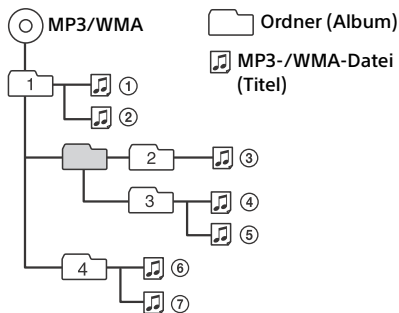 MP3/WMA
Ordner (Album)
MP3-/WMA-Datei
(Titel)
1
①
②
2
③
3
④
⑤
4
⑥
⑦